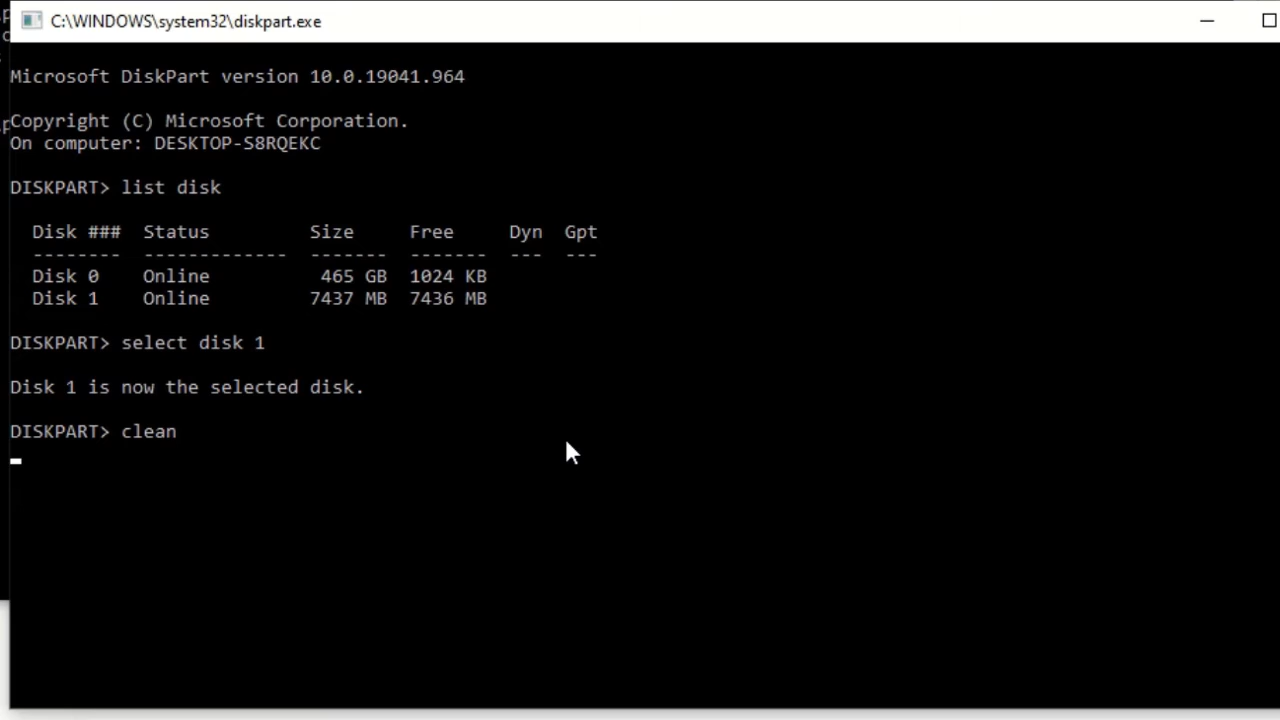 C:\WINDOWS\system32\diskpart.exe
Microsoft DiskPart version 10.0.19041.964
Copyright (C) Microsoft Corporation.
On computer: DESKTOP-S8RQEKC
DISKPART> list disk
Disk ### Status Size Free Dyn Gpt
-------- ------------- ------- ------- --- ---
Disk 0 Online 465 GB 1024 KB
Disk 1 Online 7437 MB 7436 MB
DISKPART> select disk 1
Disk 1 is now the selected disk.
DISKPART> clean